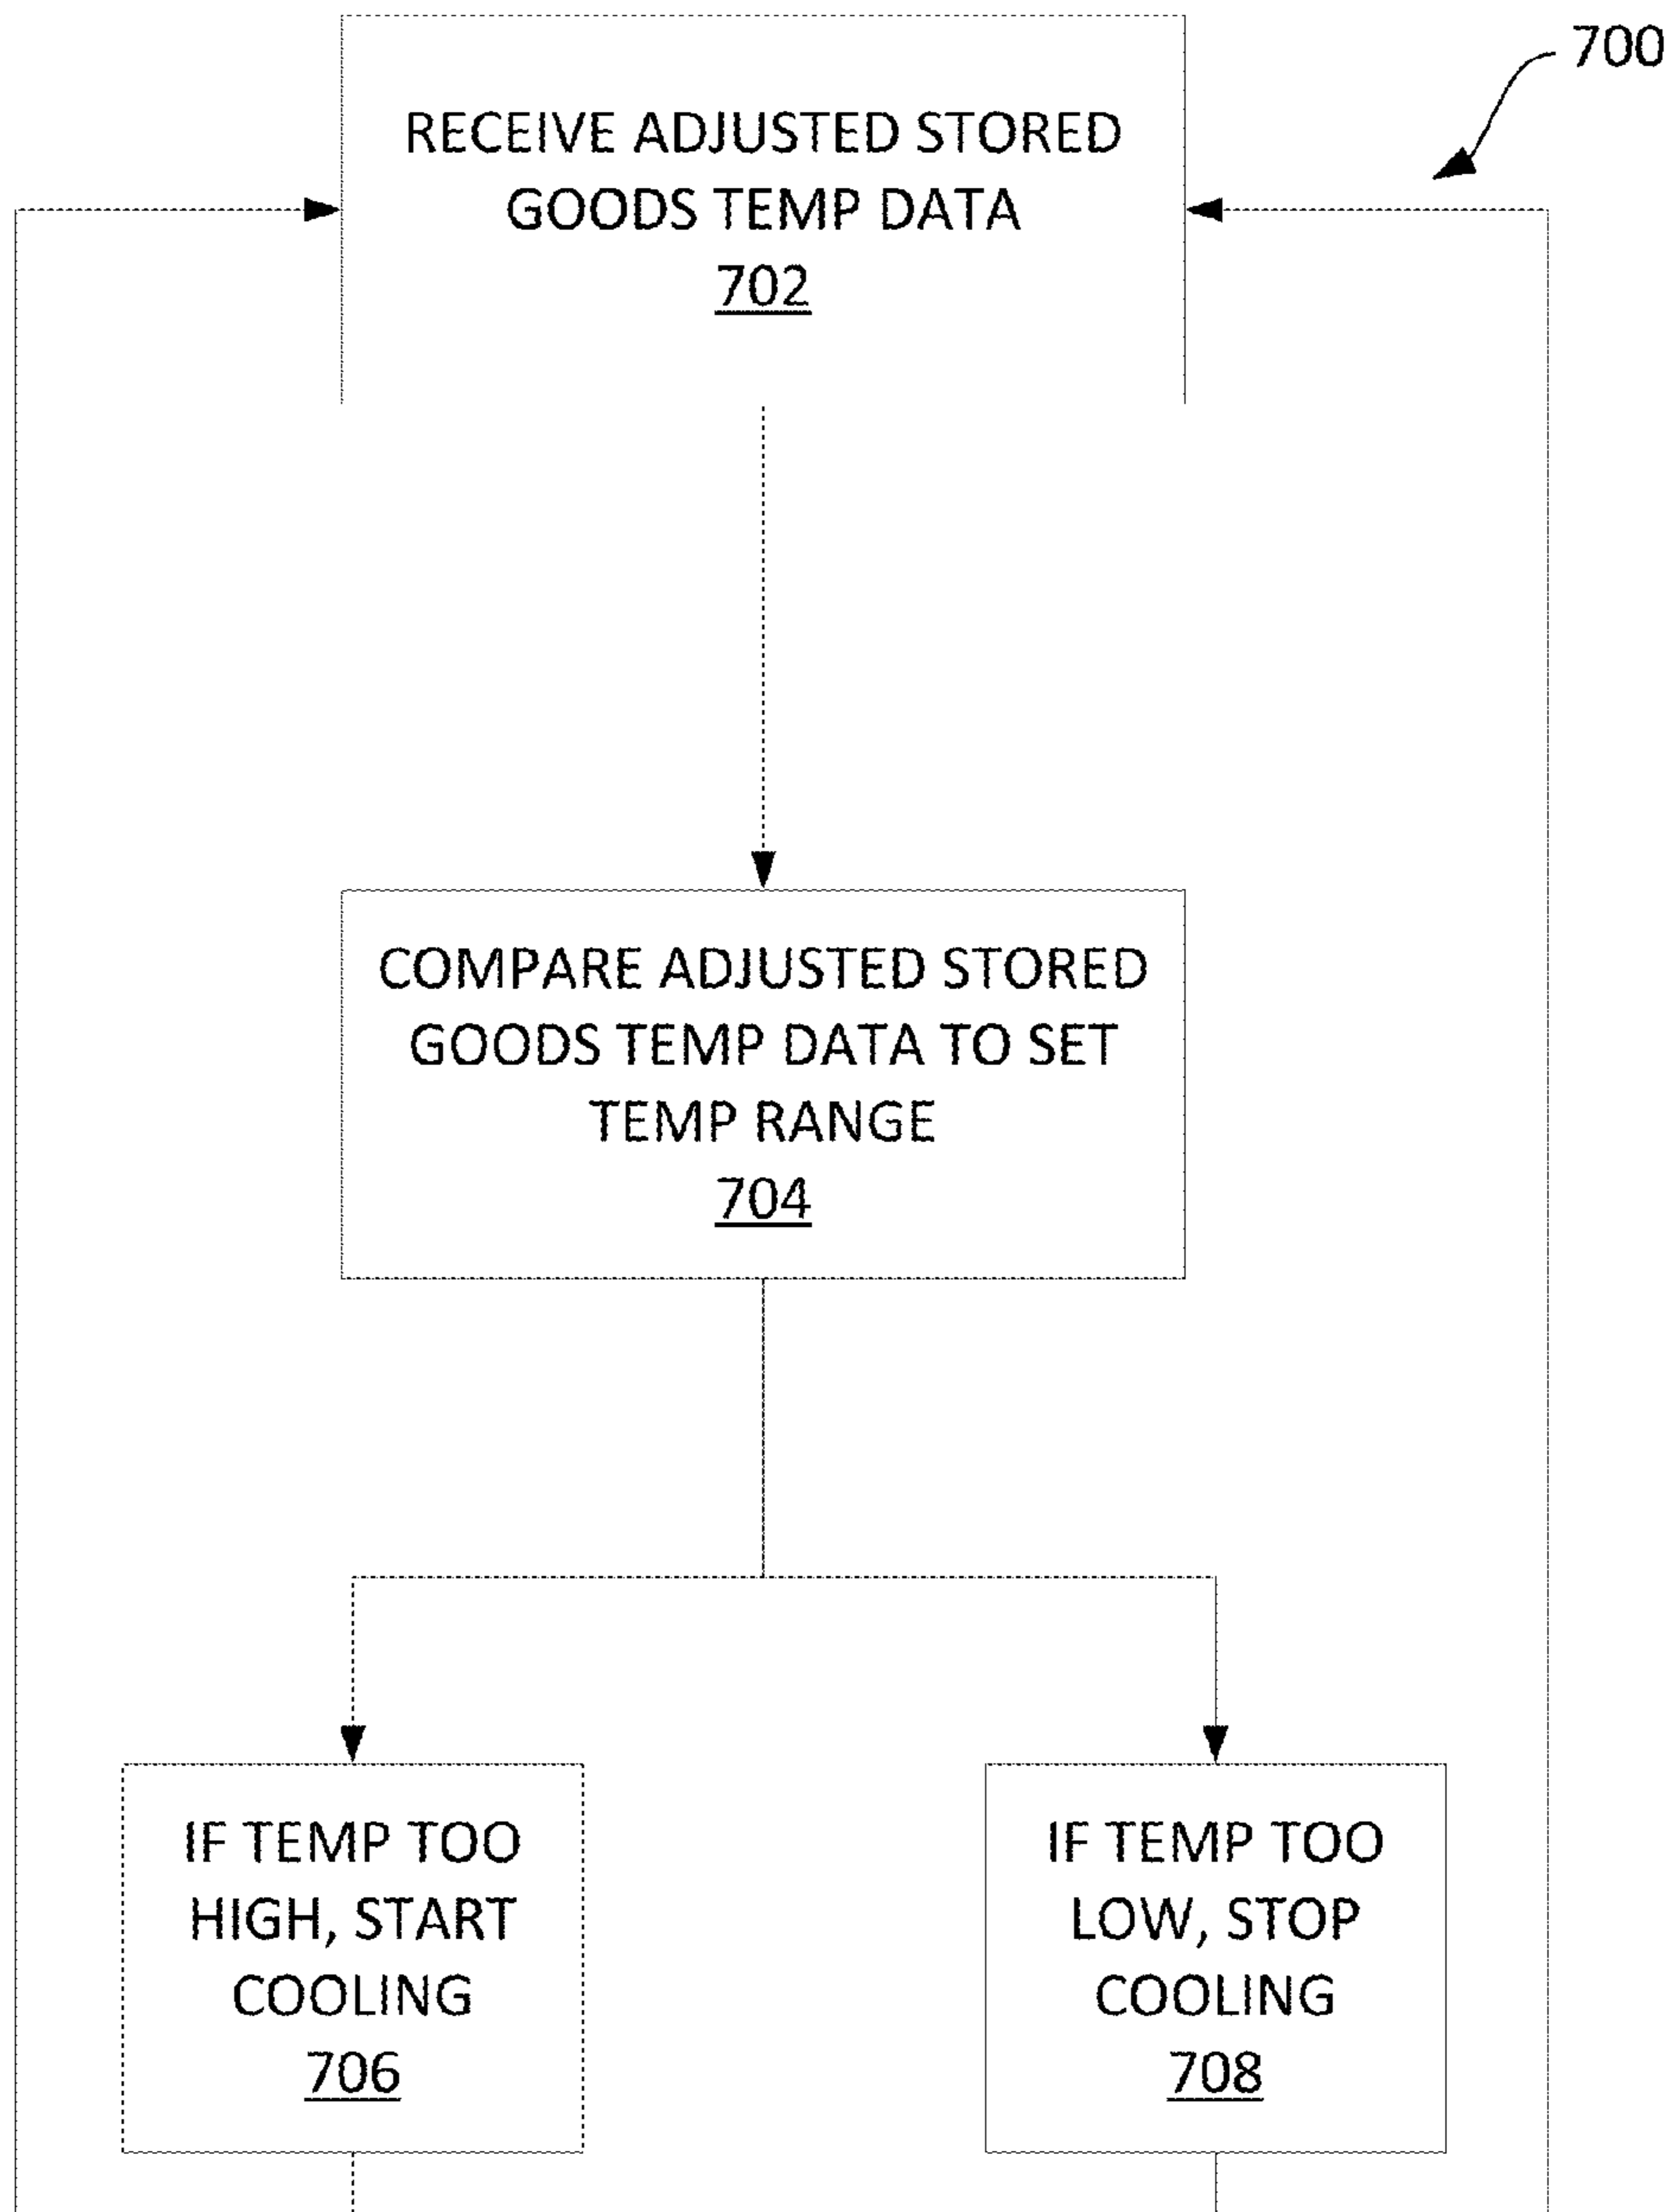 700
RECEIVE ADJUSTED STORED
GOODS TEMP DATA
702
COMPARE ADJUSTED STORED
GOODS TEMP DATA TO SET
TEMP RANGE
704
IF TEMP TOO
HIGH, START
COOLING
706
IF TEMP TOO
LOW, STOP
COOLING
708